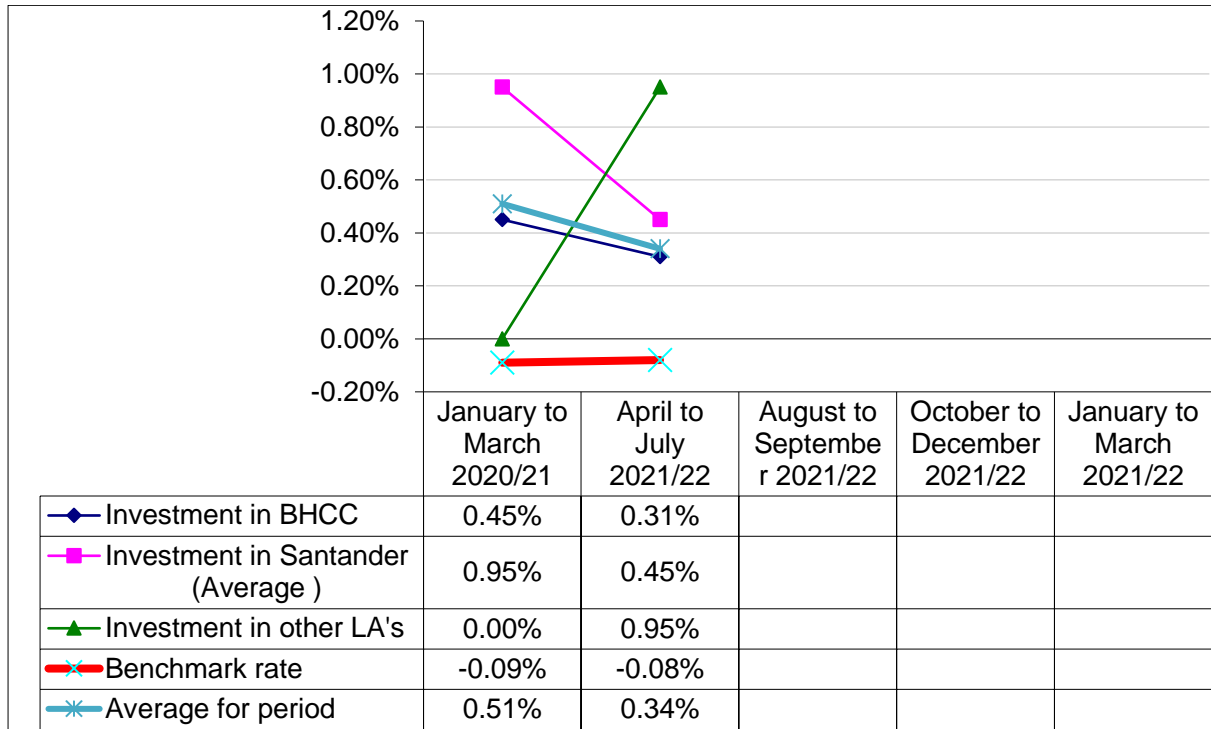 1.20%
1.00%
0.80%
0.60%
0.40%
0.20%
0.00%
-0.20%
January to
March
2020/21
April to
July
2021/22
August to
Septembe
r 2021/22
October to
December
2021/22
January to
March
2021/22
Investment in BHCC 0.45% 0.31%
Investment in Santander
(Average )
0.95% 0.45%
Investment in other LA's 0.00% 0.95%
Benchmark rate -0.09% -0.08%
Average for period 0.51% 0.34%